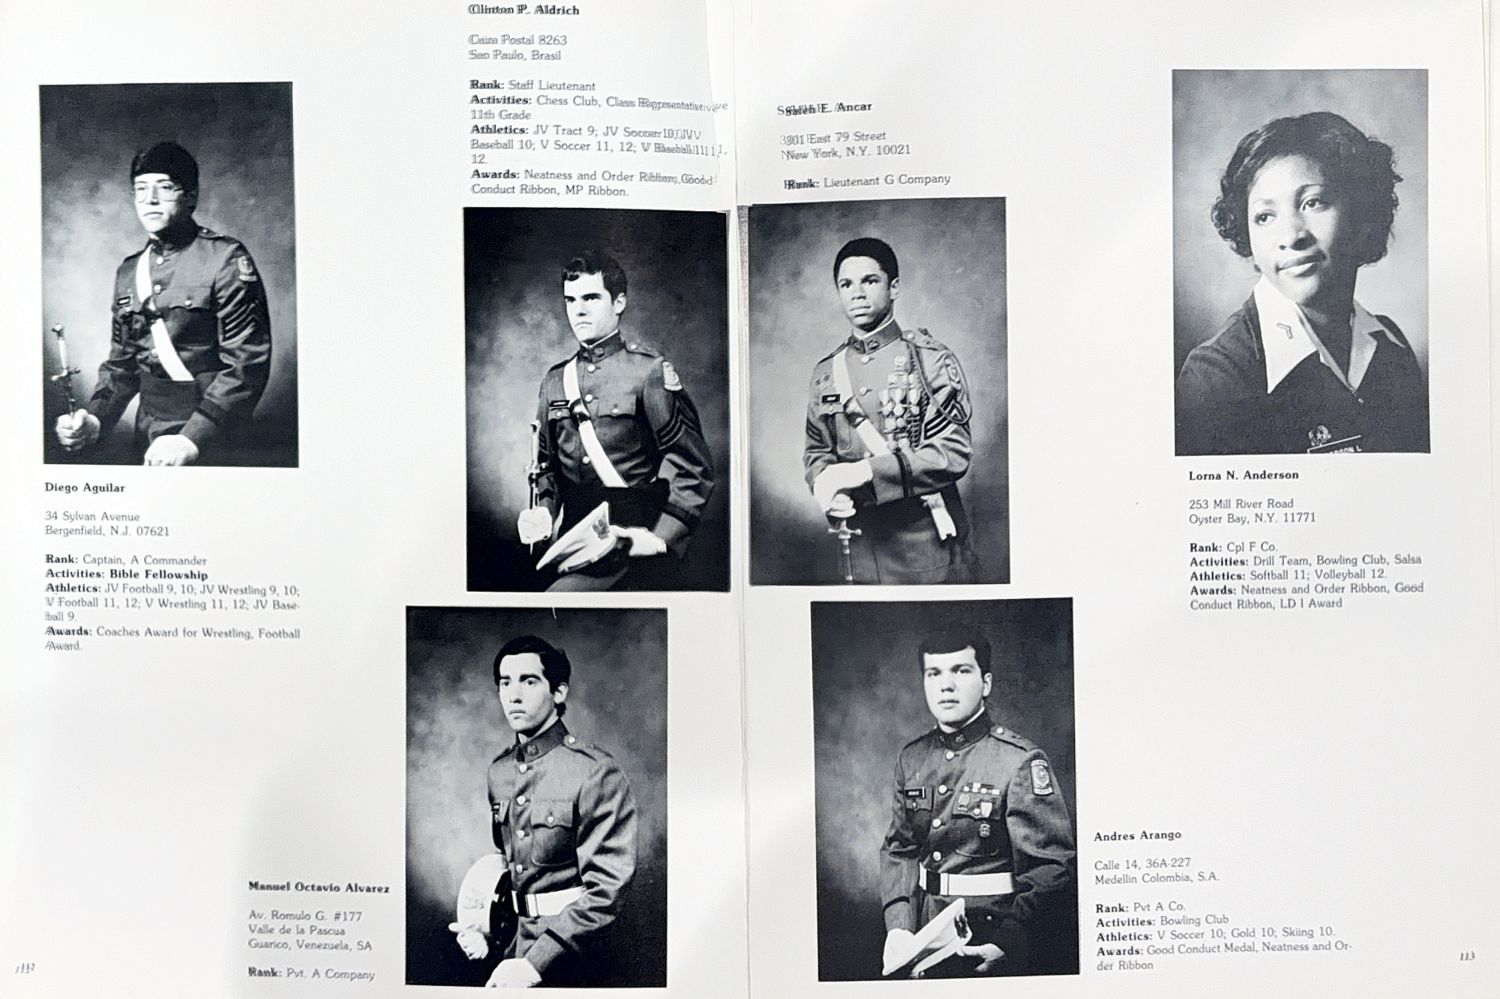 Clinton P. Aldrich
Caixa Postal 8263
Sao Paulo, Brasil
Rank: Staff Lieutenant
Activities: Chess Club, Class Representative
11th Grade
Athletics: JV Tract 9; JV Soccer 10; JV
Baseball 10; V Soccer 11, 12; V Baseball 11,
12.
Awards: Neatness and Order Ribbon, Good
Conduct Ribbon, MP Ribbon.
Diego Aguilar
34 Sylvan Avenue
Bergenfield, N.J. 07621
Rank: Captain, A Commander
Activities: Bible Fellowship
Athletics: JV Football 9, 10; JV Wrestling 9, 10;
V Football 11, 12; V Wrestling 11, 12; JV Base-
ball 9.
Awards: Coaches Award for Wrestling, Football
Award.
Manuel Octavio Alvarez
Av. Romulo G. #177
Valle de la Pascua
Guarico, Venezuela, SA
Rank: Pvt. A Company
E. Ancar
East 79 Street
New York, N.Y. 10021
Rank: Lieutenant G Company
Lorna N. Anderson
253 Mill River Road
Oyster Bay, N.Y. 11771
Rank: Cpl F Co.
Activities: Drill Team, Bowling Club, Salsa
Athletics: Softball 11; Volleyball 12.
Awards: Neatness and Order Ribbon, Good
Conduct Ribbon, LD I Award
Andres Arango
Calle 14, 36A-227
Medellin Colombia, S.A.
Rank: Pvt A Co.
Activities: Bowling Club
Athletics: V Soccer 10; Gold 10; Skiing 10.
Awards: Good Conduct Medal, Neatness and Or-
der Ribbon
113